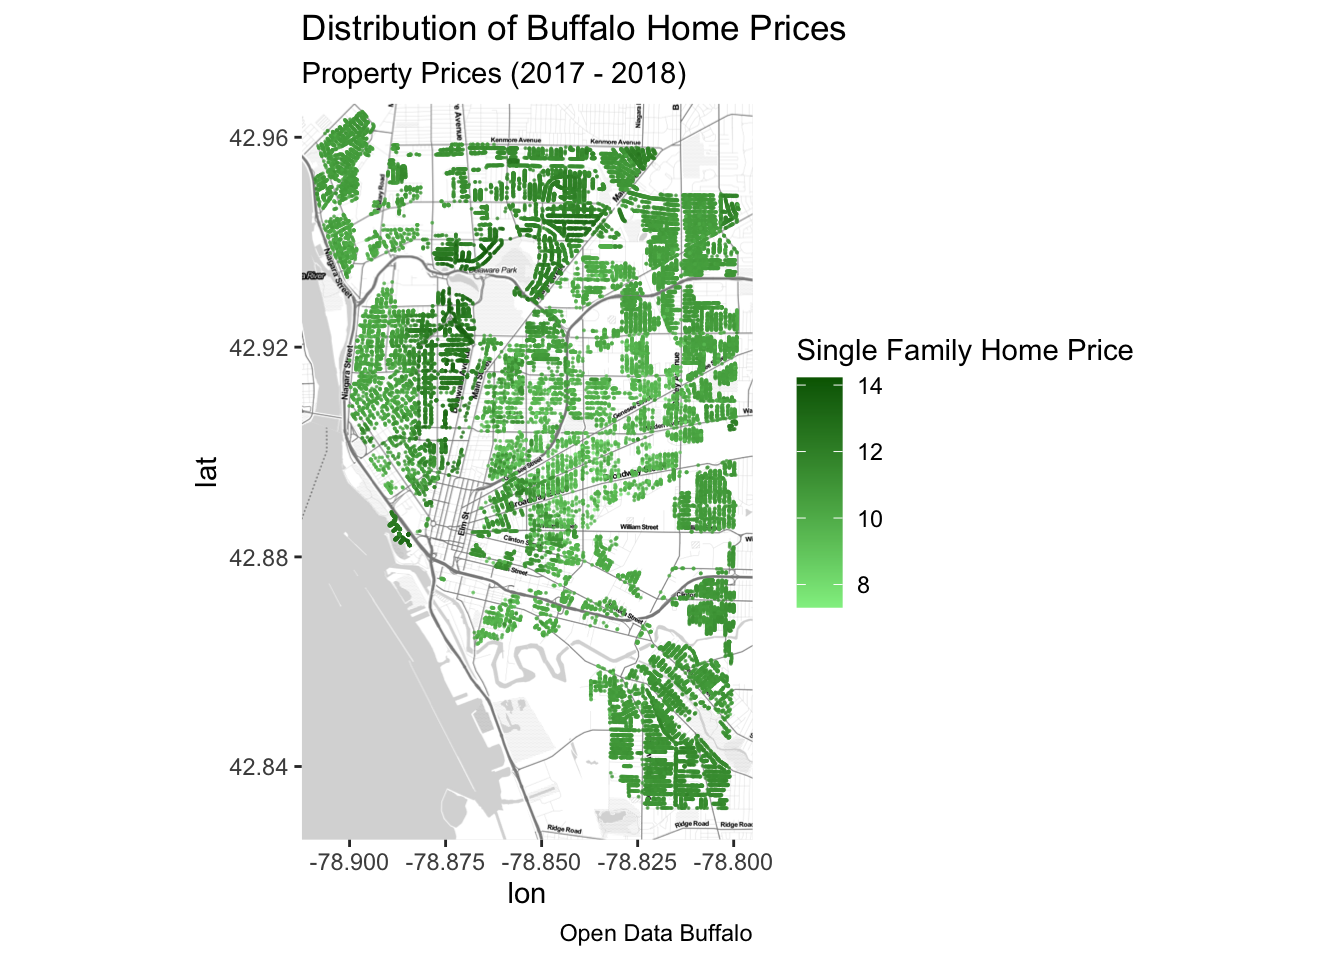 Distribution of Buffalo Home Prices
Property Prices (2017 - 2018)
Kenmore Avenue
Kenmore Avenue
Niagara Street
Delaware Park
Niagara Street
Main Street
William Street
Elm St
Clinton S
Street
Ridge Road
Ridge Road
Ridge Road
42.96
42.92
42.88
42.84
lat
-78.900 -78.875 -78.850 -78.825 -78.800
lon
Single Family Home Price
14
12
10
8
Open Data Buffalo